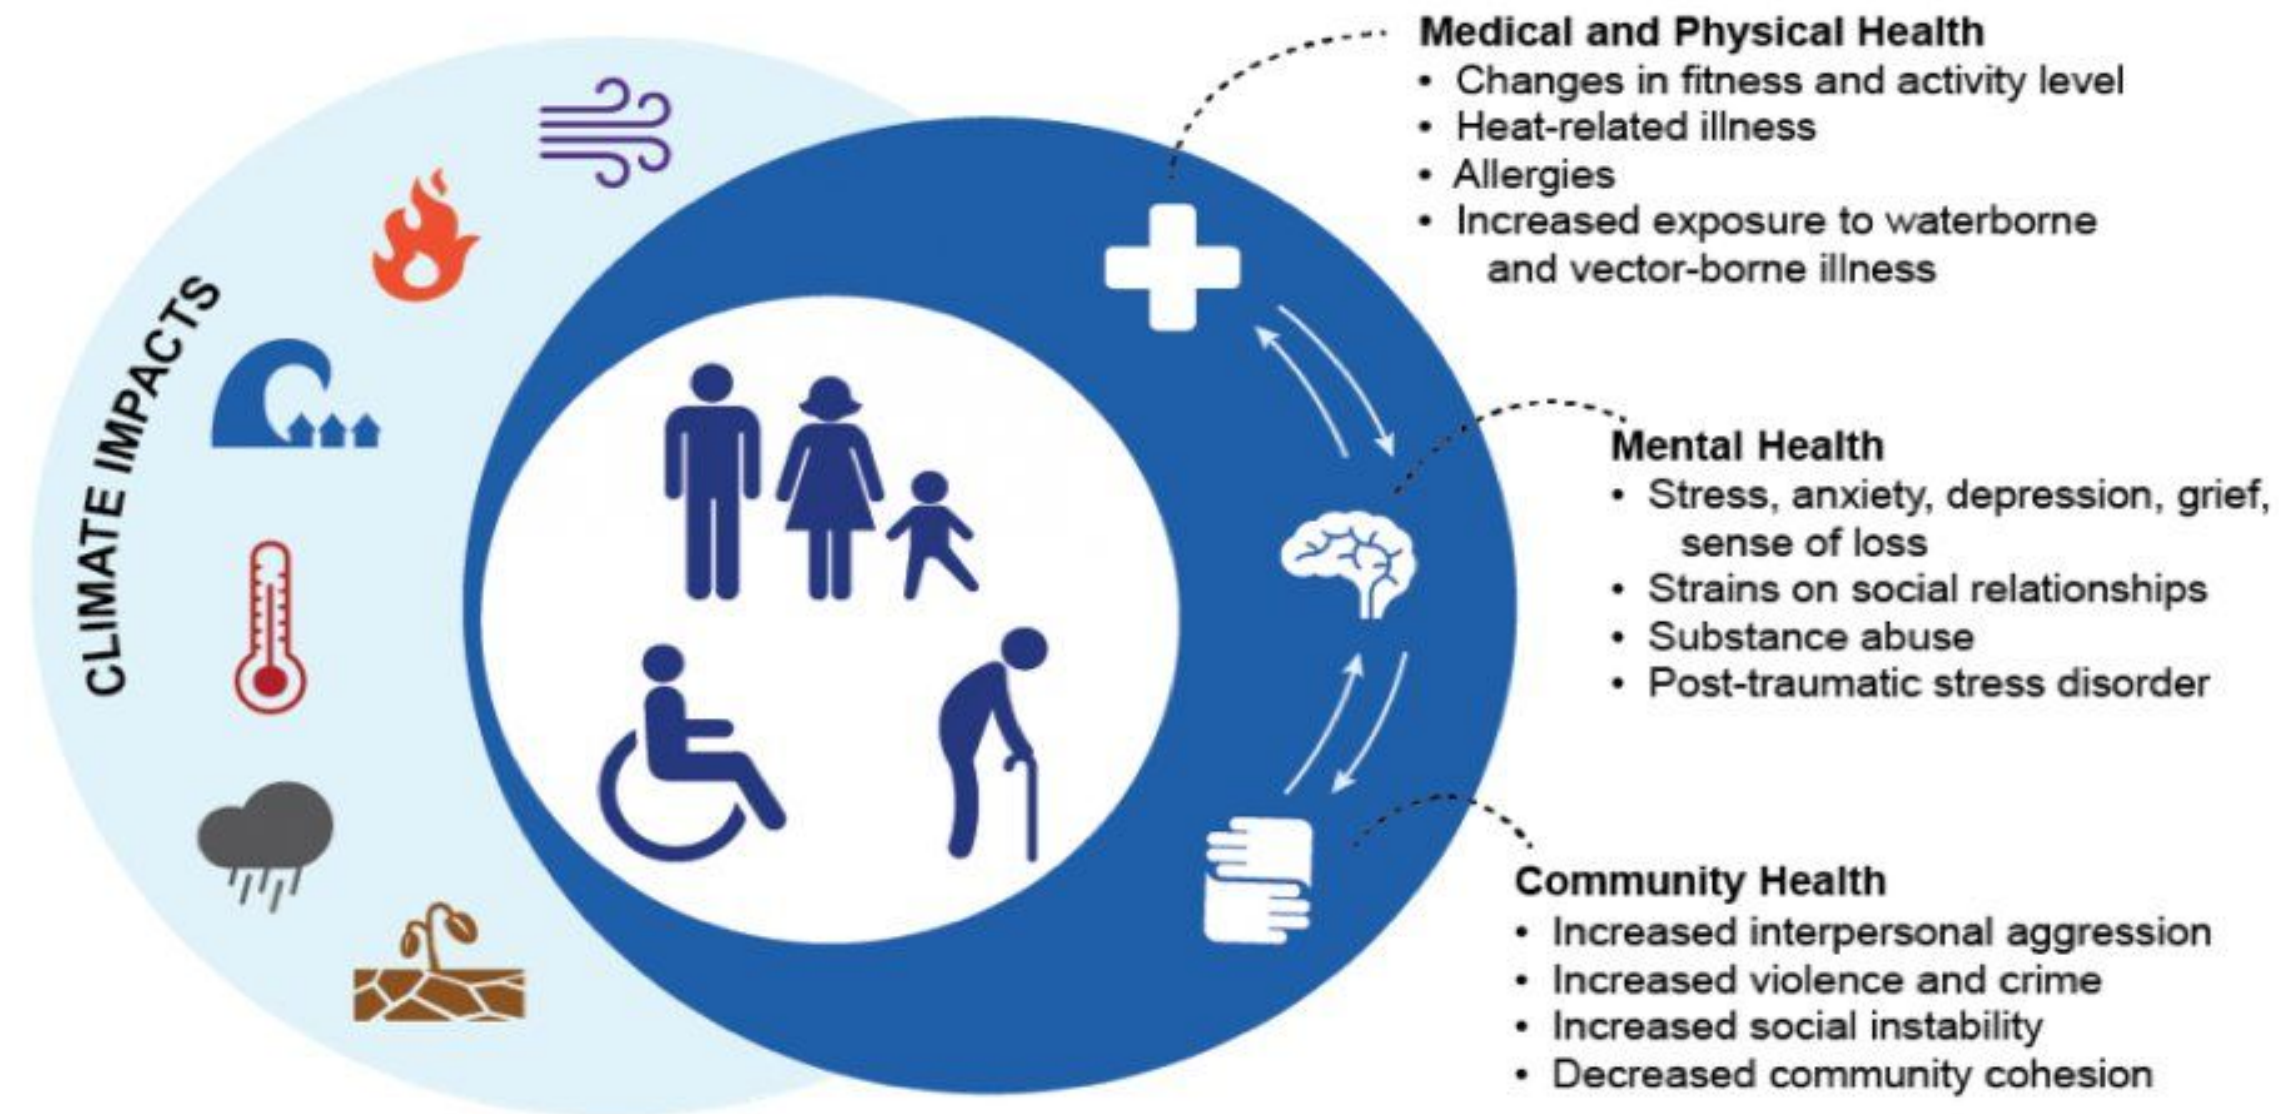 CLIMATE IMPACTS
Medical and Physical Health
• Changes in fitness and activity level
• Heat-related illness
• Allergies
• Increased exposure to waterborne
and vector-borne illness
Mental Health
• Stress, anxiety, depression, grief,
sense of loss
• Strains on social relationships
• Substance abuse
• Post-traumatic stress disorder
Community Health
• Increased interpersonal aggression
• Increased violence and crime
• Increased social instability
• Decreased community cohesion